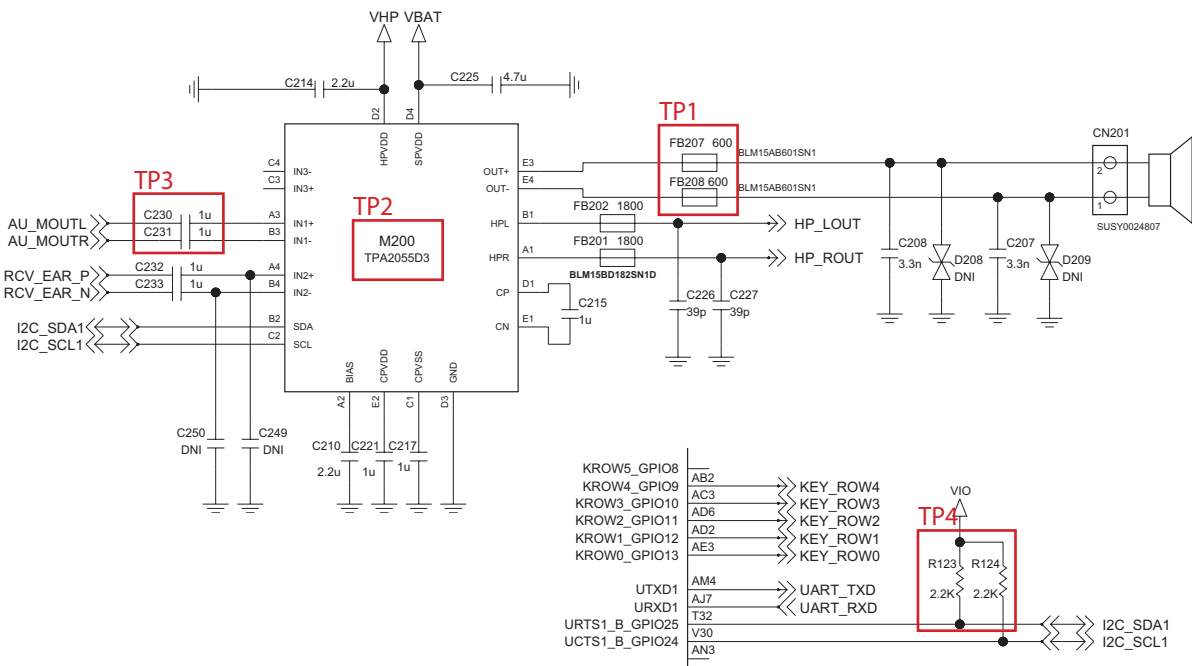 VHP VBAT
C214 2.2u
C225 4.7u
D2 D4
HPVDD SPVDD
TP1
FB207 600
BLM15AB601SN1
FB208 600
BLM15AB601SN1
CN201
2
1
SUSY0024807
C4 IN3-
C3 IN3+
E3 OUT+
E4 OUT-
TP3
C230 1u
C231 1u
AU_MOUTL
AU_MOUTR
A3 IN1+
B3 IN1-
TP2
M200
TPA2055D3
HPL B1
FB202 1800
HP_LOUT
HPR A1
FB201 1800
HP_ROUT
BLM15BD182SN1D
RCV_EAR_P
RCV_EAR_N
C232 1u
C233 1u
A4 IN2+
B4 IN2-
CP D1
C215
1u
CN E1
C226
39p
C227
39p
C208
3.3n
D208
DNI
C207
3.3n
D209
DNI
I2C_SDA1
I2C_SCL1
B2 SDA
C2 SCL
BIAS CPVDD CPVSS GND
A2 E2 C1 D3
C250
DNI
C249
DNI
C210
2.2u
C221
1u
C217
1u
KROW5_GPIO8
KROW4_GPIO9 AB2 KEY_ROW4
KROW3_GPIO10 AC3 KEY_ROW3
KROW2_GPIO11 AD6 KEY_ROW2
KROW1_GPIO12 AD2 KEY_ROW1
KROW0_GPIO13 AE3 KEY_ROW0
UTXD1 AM4 UART_TXD
URXD1 AJ7 UART_RXD
URTS1_B_GPIO25 T32 I2C_SDA1
UCTS1_B_GPIO24 V30 I2C_SCL1
AN3
VIO
TP4
R123
2.2K
R124
2.2K